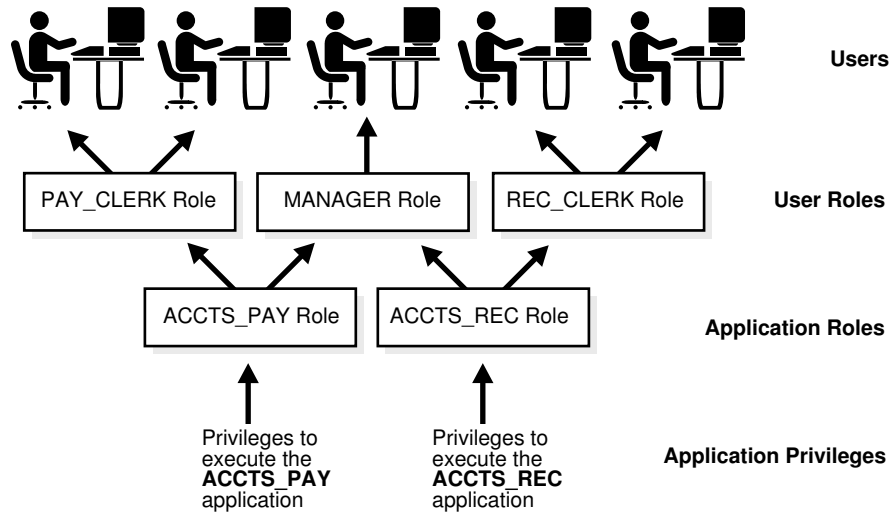 Users
PAY_CLERK Role
MANAGER Role
REC_CLERK Role
User Roles
ACCTS_PAY Role
ACCTS_REC Role
Application Roles
Privileges to
execute the
ACCTS_PAY
application
Privileges to
execute the
ACCTS_REC
application
Application Privileges